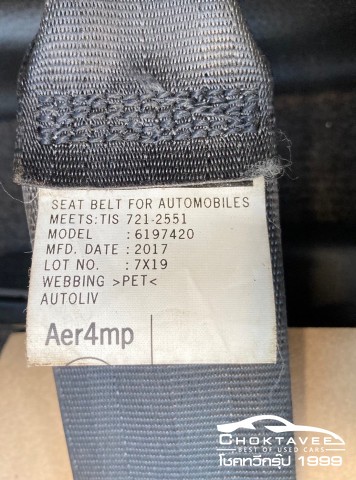 SEAT BELT FOR AUTOMOBILES
MEETS:TIS 721-2551
MODEL : 6197420
MFD. DATE : 2017
LOT NO. : 7X19
WEBBING >PET<
AUTOLIV
Aer4mp
CHOKTAVEE
BEST OF USED CARS
โชคทวีกรุ๊ป 1999